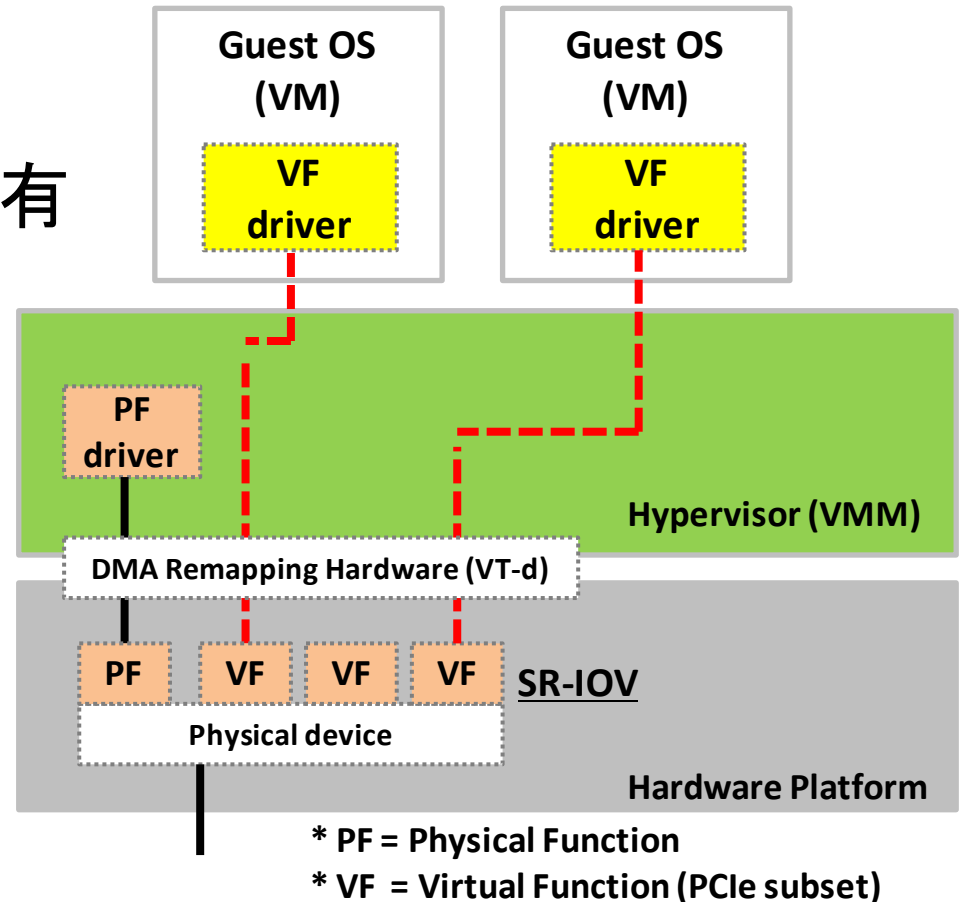 Guest OS
(VM)
Guest OS
(VM)
有
VF
driver
VF
driver
PF
driver
Hypervisor (VMM)
DMA Remapping Hardware (VT-d)
PF
VF
VF
VF
SR-IOV
Physical device
Hardware Platform
* PF = Physical Function
* VF = Virtual Function (PCIe subset)